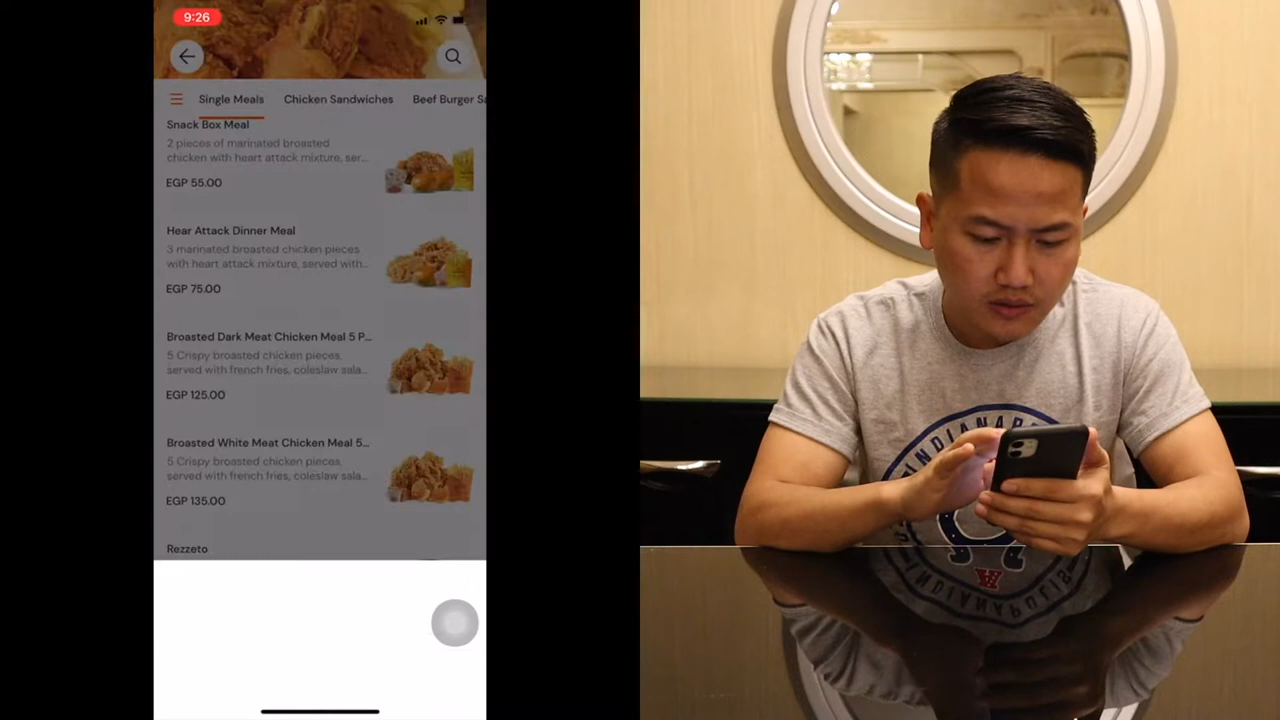 9:26
Single Meals
Chicken Sandwiches
Beef Burger Sa
Snack Box Meal
2 pieces of marinated broasted
chicken with heart attack mixture, ser...
EGP 55.00
Hear Attack Dinner Meal
3 marinated broasted chicken pieces
with heart attack mixture, served with...
EGP 75.00
Broasted Dark Meat Chicken Meal 5 P...
5 Crispy broasted chicken pieces,
served with french fries, coleslaw sala...
EGP 125.00
Broasted White Meat Chicken Meal 5...
5 Crispy broasted chicken pieces,
served with french fries, coleslaw sala...
EGP 135.00
Rezzeto
INDIANAP